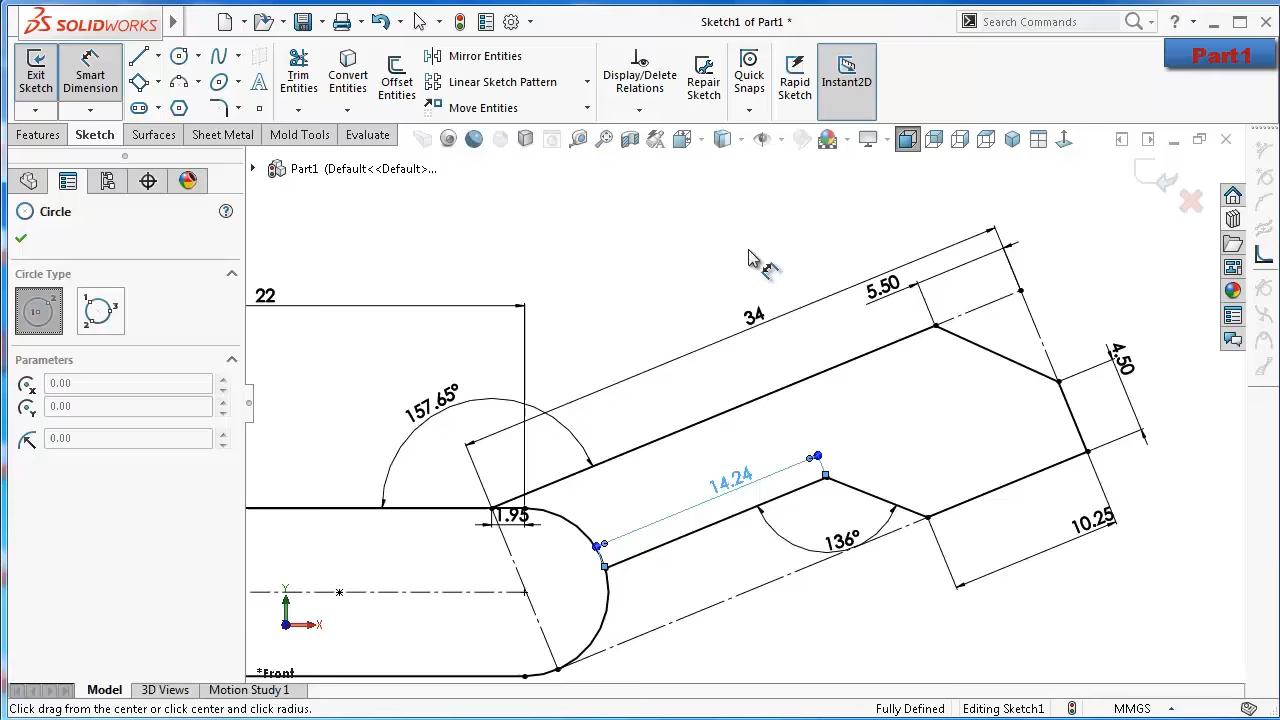 SOLIDWORKS
Sketch1 of Part1 *
Search Commands
?
Part1
Exit Sketch
Smart Dimension
Trim Entities
Convert Entities
Offset Entities
Mirror Entities
Linear Sketch Pattern
Move Entities
Display/Delete Relations
Repair Sketch
Quick Snaps
Rapid Sketch
Instant2D
Features
Sketch
Surfaces
Sheet Metal
Mold Tools
Evaluate
Part1 (Default<<Default>...
Circle
?
Circle Type
1
1 2 3
Parameters
0.00
0.00
0.00
22
157.65°
34
5.50
4.50
14.24
1.95
136°
10.25
Y
X
*Front
Model
3D Views
Motion Study 1
Click drag from the center or click center and click radius.
Fully Defined
Editing Sketch1
MMGS